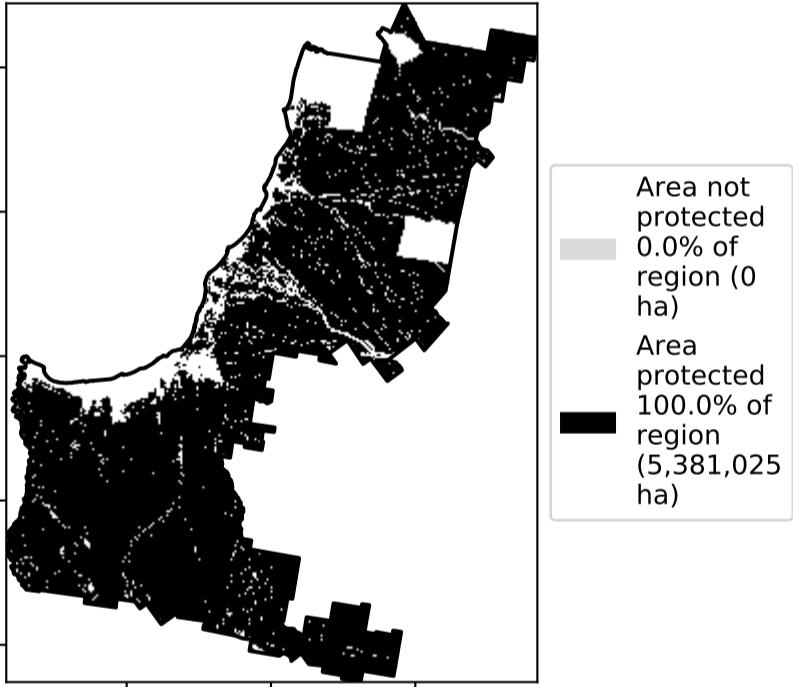 Area not
protected
0.0% of
region (0
ha)
Area
protected
100.0% of
region
(5,381,025
ha)